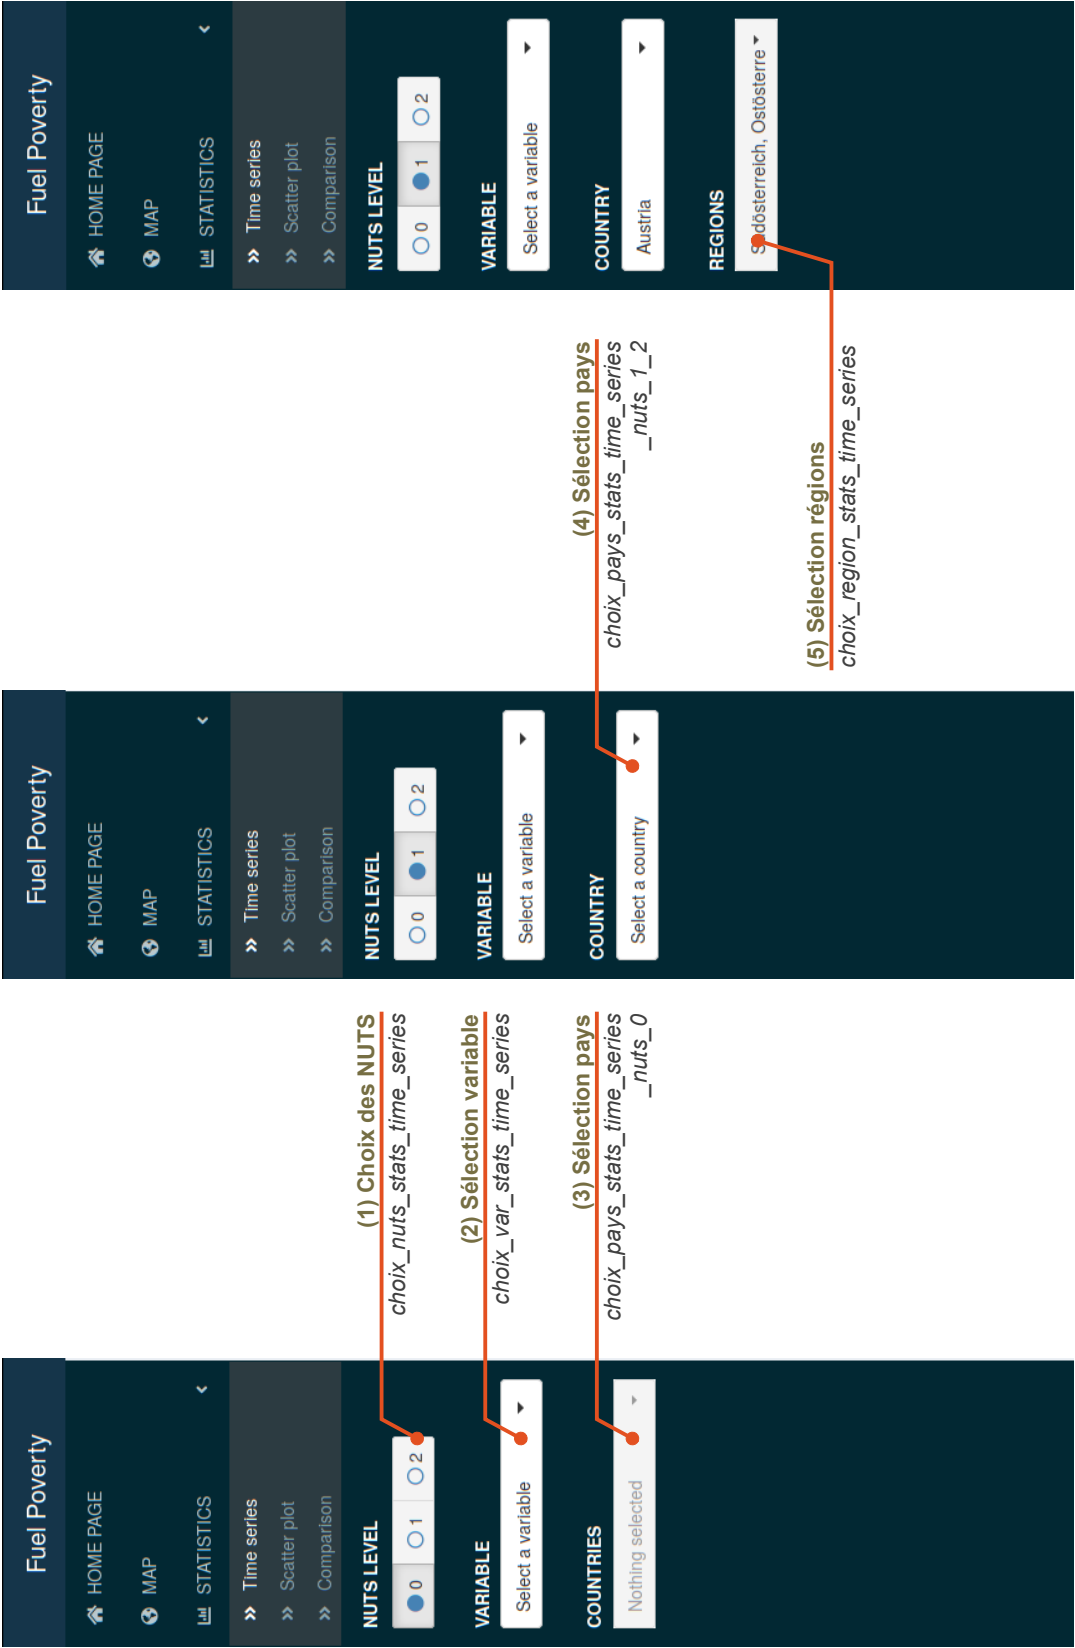 Fuel Poverty
HOME PAGE
MAP
STATISTICS
Time series
Scatter plot
Comparison
NUTS LEVEL
0 1 2
VARIABLE
Select a variable
COUNTRIES
Nothing selected
(1) Choix des NUTS
choix_nuts_stats_time_series
(2) Sélection variable
choix_var_stats_time_series
(3) Sélection pays
choix_pays_stats_time_series
_nuts_0
Fuel Poverty
HOME PAGE
MAP
STATISTICS
Time series
Scatter plot
Comparison
NUTS LEVEL
0 1 2
VARIABLE
Select a variable
COUNTRY
Select a country
(4) Sélection pays
choix_pays_stats_time_series
_nuts_1_2
(5) Sélection régions
choix_region_stats_time_series
Fuel Poverty
HOME PAGE
MAP
STATISTICS
Time series
Scatter plot
Comparison
NUTS LEVEL
0 1 2
VARIABLE
Select a variable
COUNTRY
Austria
REGIONS
Südösterreich, Ostösterre